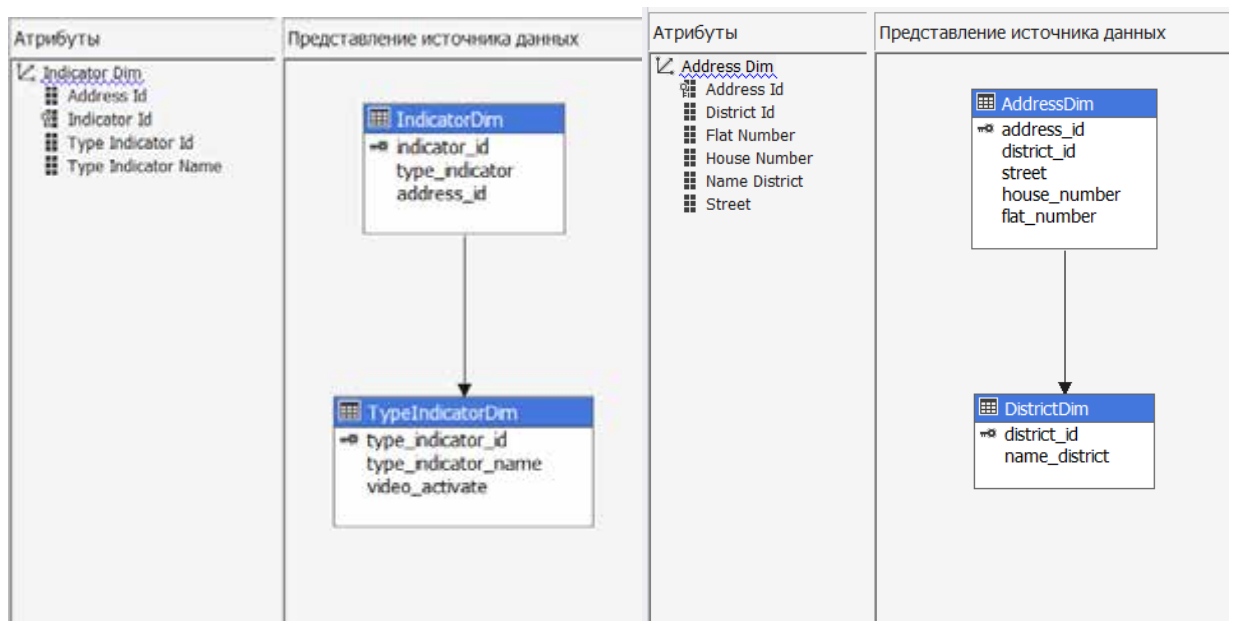 Атрибуты
Indicator Dim
Address Id
Indicator Id
Type Indicator Id
Type Indicator Name
Представление источника данных
IndicatorDim
indicator_id
type_indicator
address_id
TypeIndicatorDim
type_indicator_id
type_indicator_name
video_activate
Атрибуты
Address Dim
Address Id
District Id
Flat Number
House Number
Name District
Street
Представление источника данных
AddressDim
address_id
district_id
street
house_number
flat_number
DistrictDim
district_id
name_district